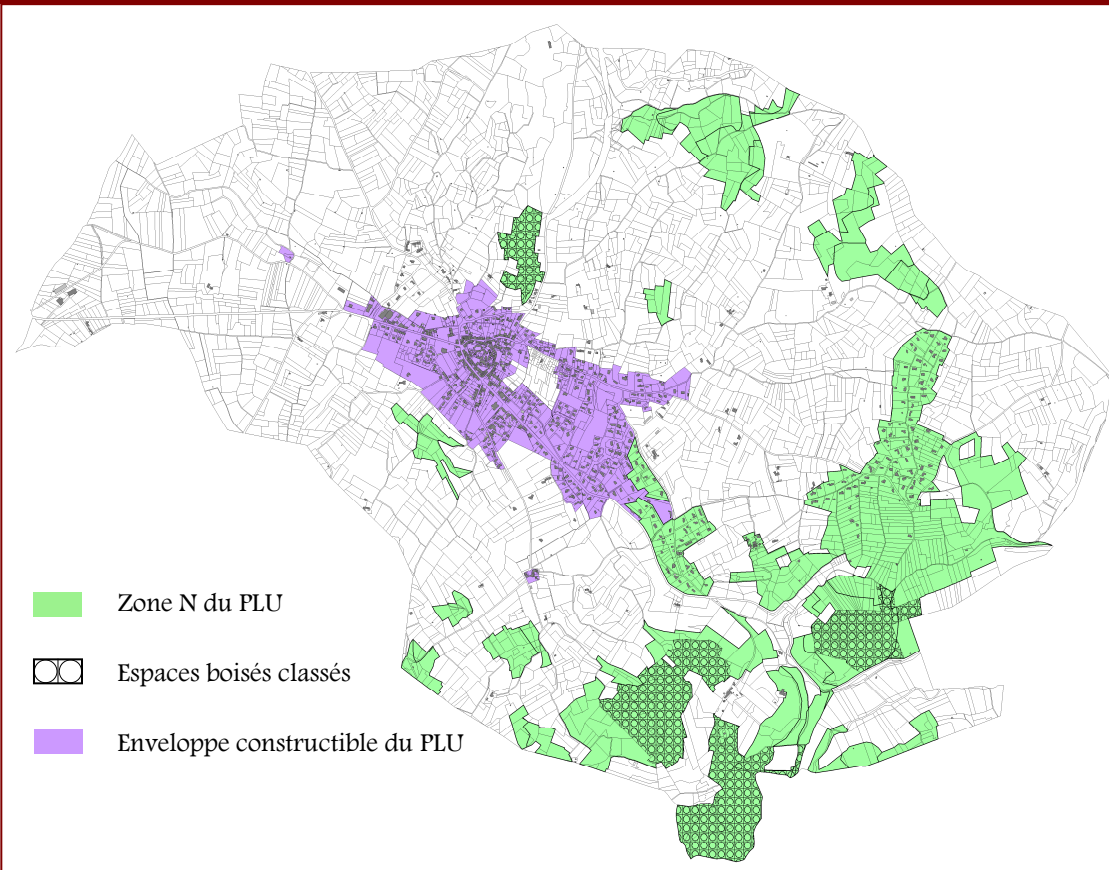 Zone N du PLU
Espaces boisés classés
Enveloppe constructible du PLU